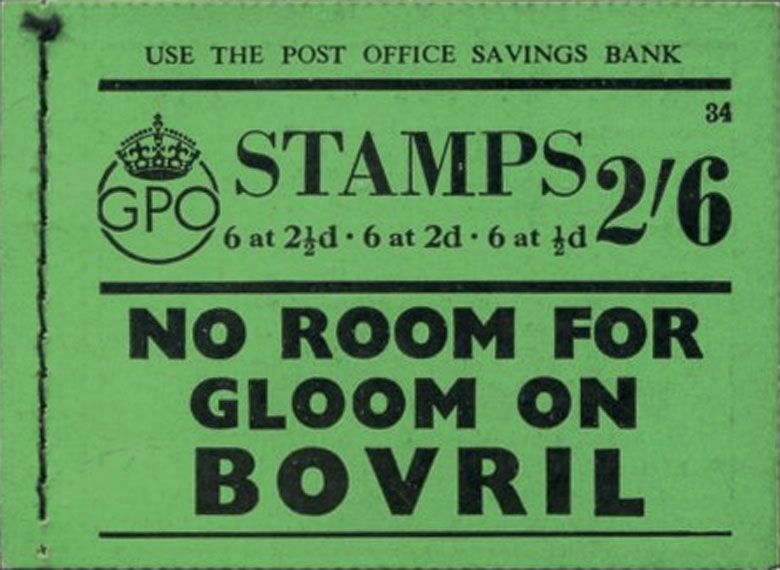 USE THE POST OFFICE SAVINGS BANK
34
GPO
STAMPS 2/6
6 at 2½d · 6 at 2d · 6 at ½d
NO ROOM FOR
GLOOM ON
BOVRIL